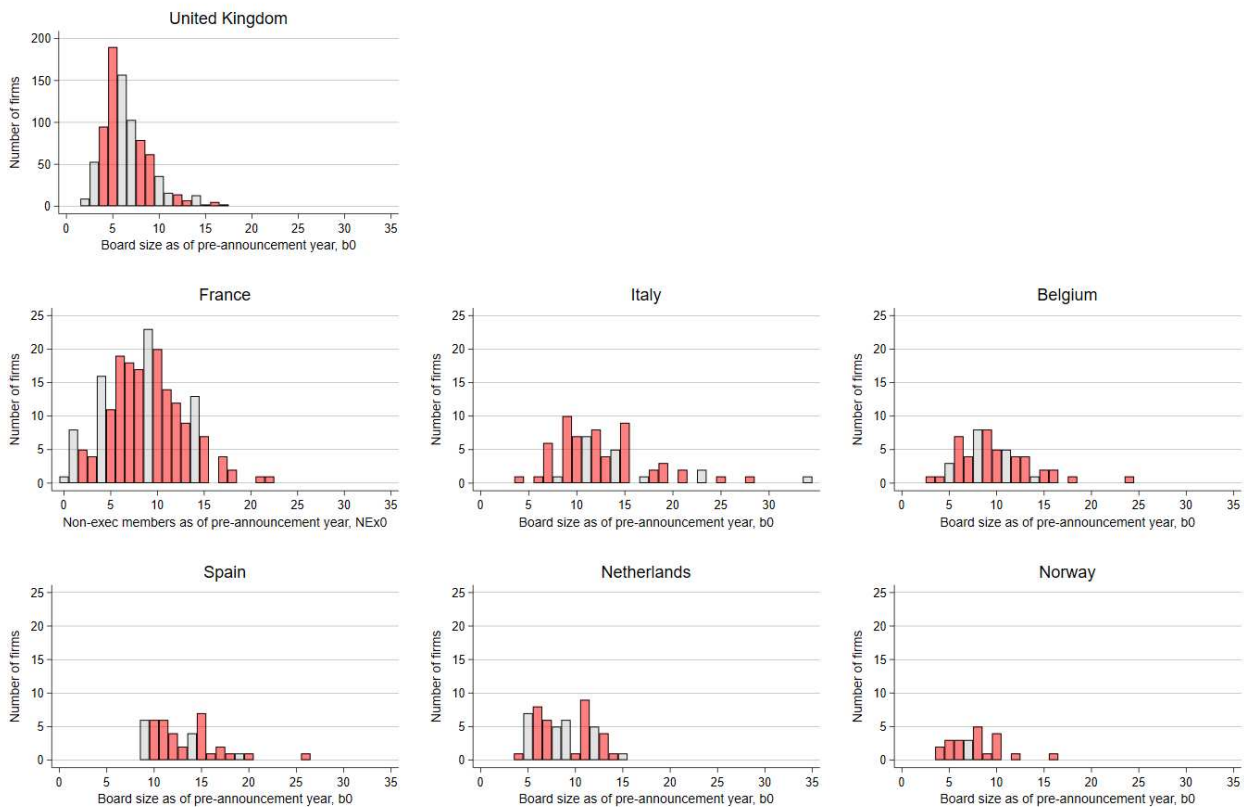 United Kingdom
Number of firms
200
150
100
50
0
0 5 10 15 20 25 30 35
Board size as of pre-announcement year, b0
France
Number of firms
25
20
15
10
5
0
0 5 10 15 20 25 30 35
Non-exec members as of pre-announcement year, NEx0
Italy
Number of firms
25
20
15
10
5
0
0 5 10 15 20 25 30
Board size as of pre-announcement year, b0
Belgium
Number of firms
25
20
15
10
5
0
0 5 10 15 20 25 30 35
Board size as of pre-announcement year, b0
Spain
Number of firms
25
20
15
10
5
0
0 5 10 15 20 25 30 35
Board size as of pre-announcement year, b0
Netherlands
Number of firms
25
20
15
10
5
0
0 5 10 15 20 25 30 35
Board size as of pre-announcement year, b0
Norway
Number of firms
25
20
15
10
5
0
0 5 10 15 20 25 30 35
Board size as of pre-announcement year, b0